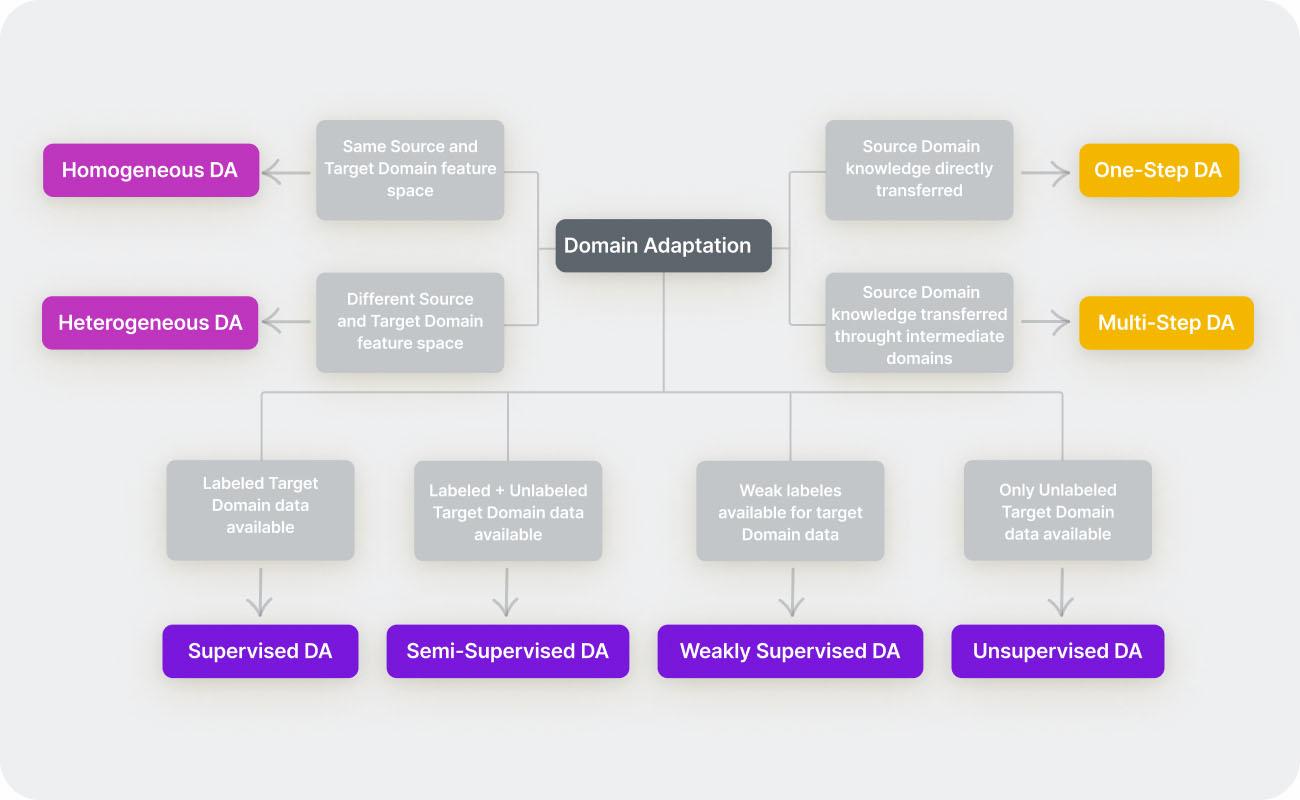 Homogeneous DA
Same Source and
Target Domain feature
space
Source Domain
knowledge directly
transferred
One-Step DA
Domain Adaptation
Heterogeneous DA
Different Source
and Target Domain
feature space
Source Domain
knowledge transferred
throught intermediate
domains
Multi-Step DA
Labeled Target
Domain data
available
Labeled + Unlabeled
Target Domain data
available
Weak labeles
available for target
Domain data
Only Unlabeled
Target Domain
data available
Supervised DA
Semi-Supervised DA
Weakly Supervised DA
Unsupervised DA